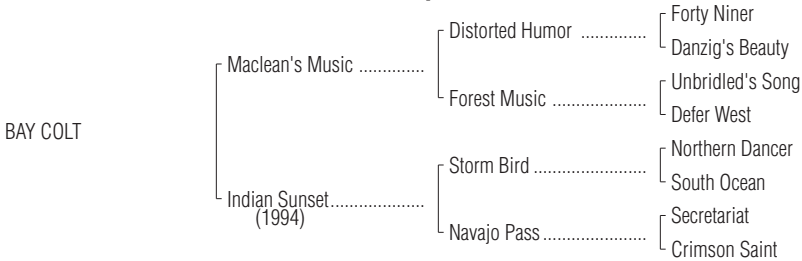 Forty Niner
Distorted Humor ..............
Danzig's Beauty
Maclean's Music ..............
Unbridled's Song
Forest Music ....................
Defer West
BAY COLT
Northern Dancer
Storm Bird ........................
South Ocean
Indian Sunset....................
(1994)
Secretariat
Navajo Pass ......................
Crimson Saint